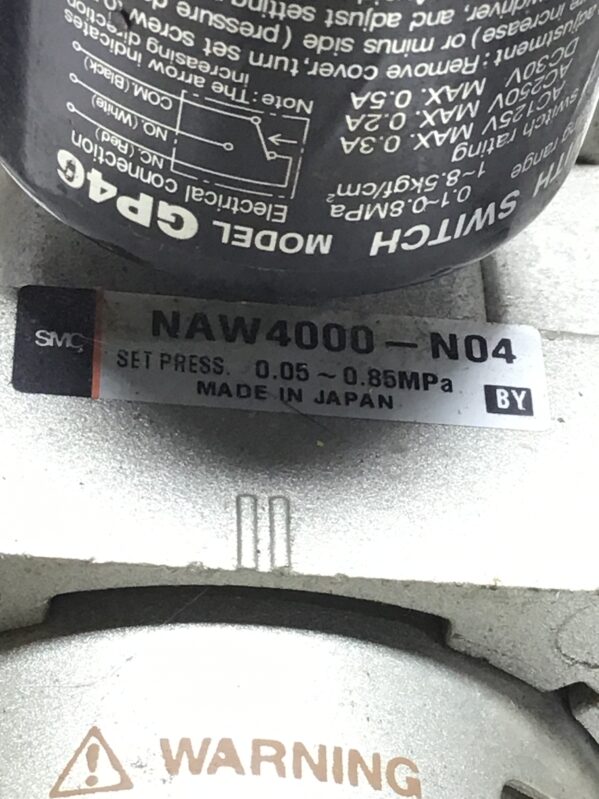 SWITCH MODEL GP46
range
0.1~0.8MPa
1~8.5kgf/cm²
switch rating
AC125V MAX. 0.3A
AC250V MAX. 0.2A
DC30V MAX. 0.5A
Electrical connection
NC.(Red)
NO.(White)
COM.(Black)
Note: The arrow indicates
increasing
: Remove cover, turn set screw
increase) or minus side (pressure
and adjust setting
SMC
NAW4000-N04
SET PRESS. 0.05~0.85MPa
MADE IN JAPAN
BY
WARNING